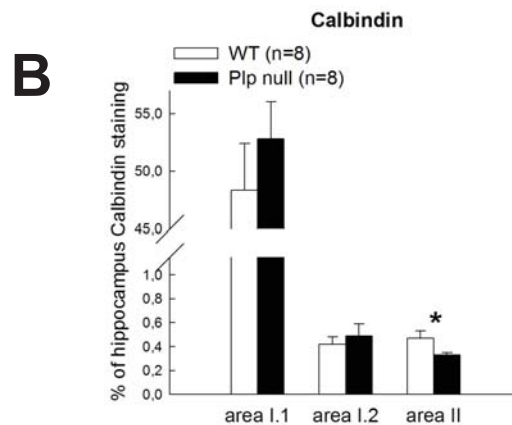 Calbindin
B
WT (n=8)
Plp null (n=8)
% of hippocampus Calbindin staining
55,0
50,0
45,0
1,0
0,8
0,6
0,4
0,2
0,0
*
area I.1 area I.2 area II